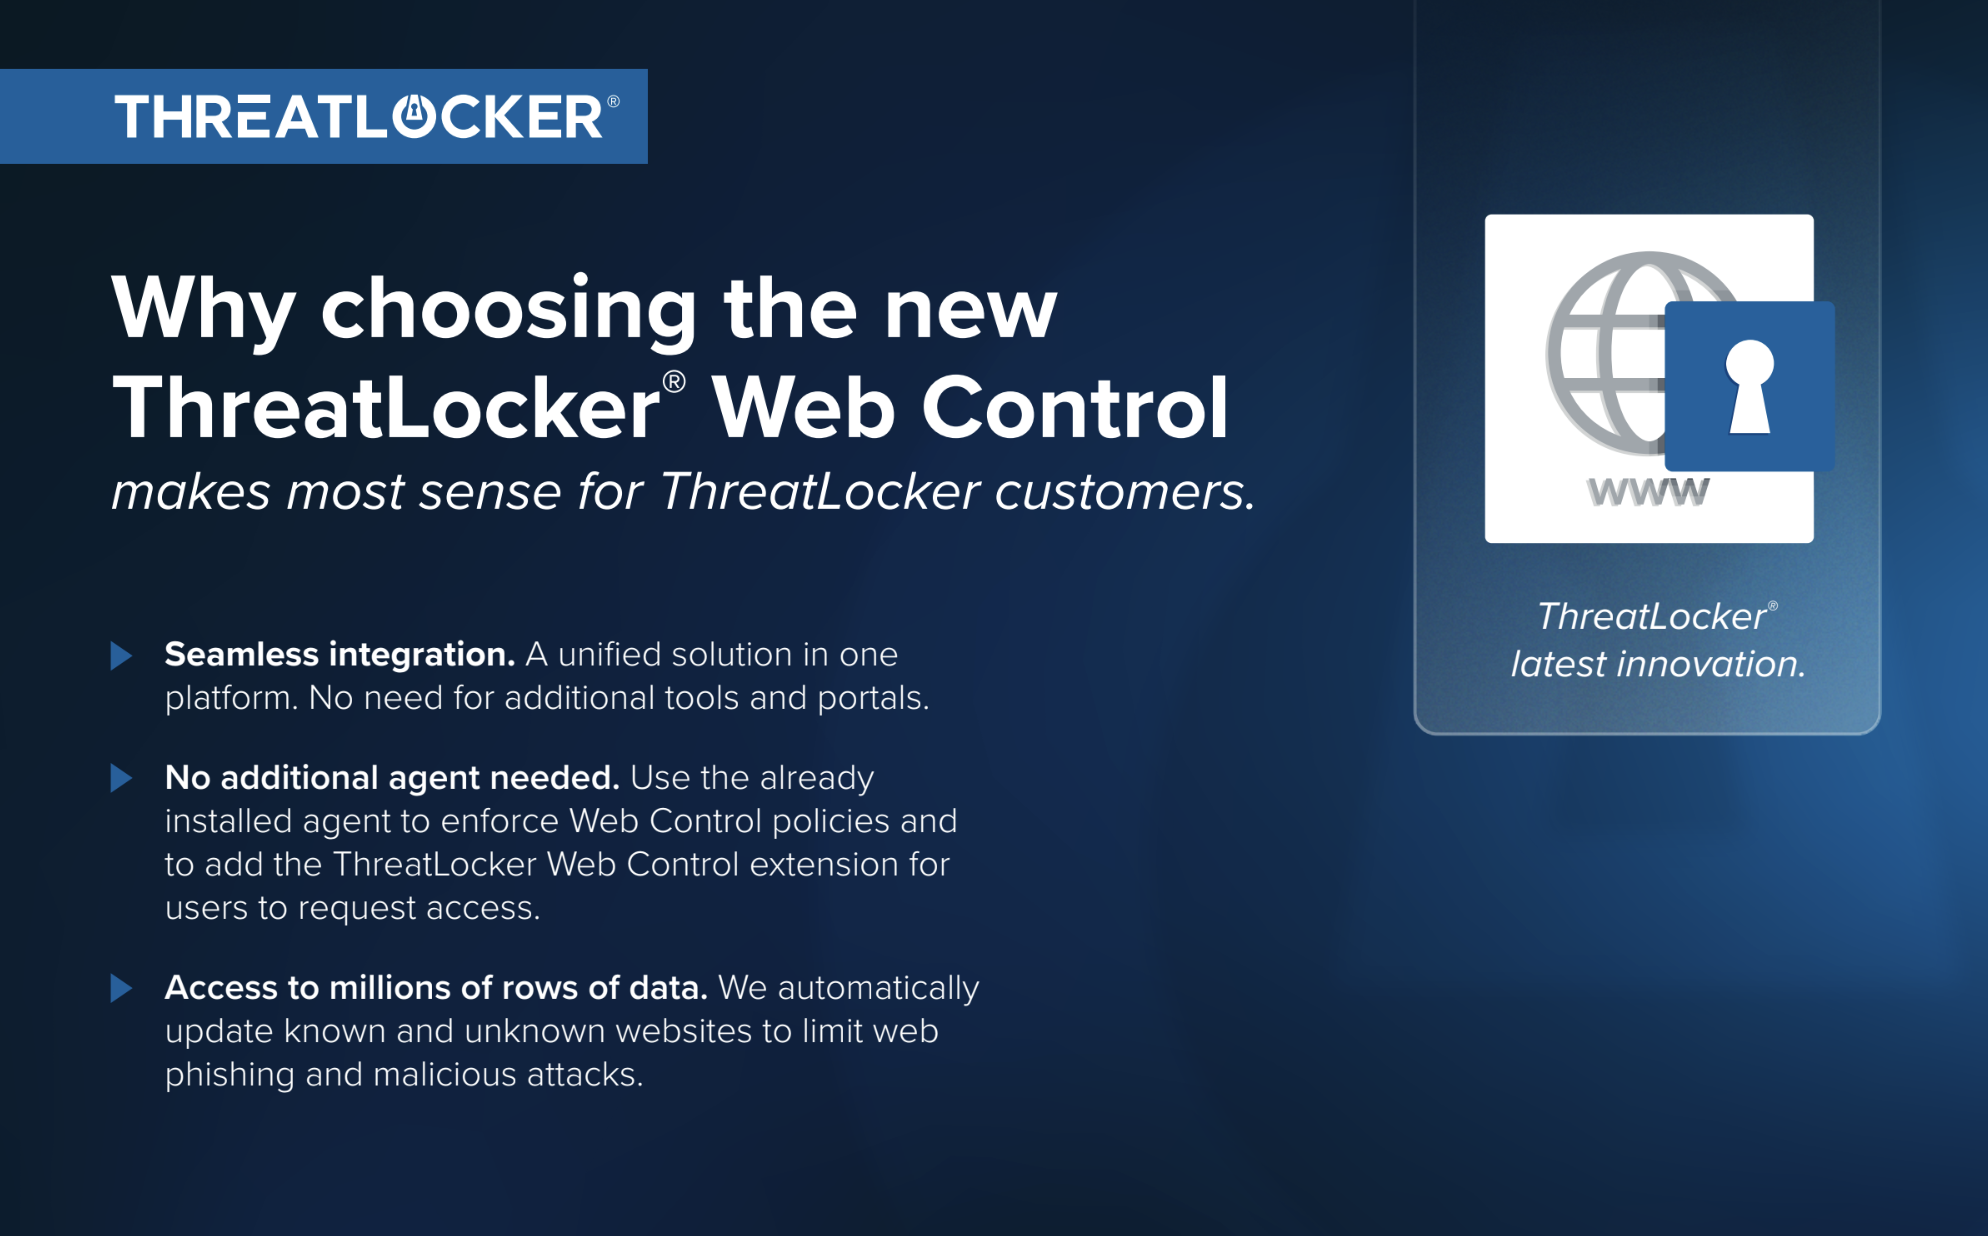 THREATLOCKER®
Why choosing the new
ThreatLocker® Web Control
makes most sense for ThreatLocker customers.
Seamless integration. A unified solution in one
platform. No need for additional tools and portals.
No additional agent needed. Use the already
installed agent to enforce Web Control policies and
to add the ThreatLocker Web Control extension for
users to request access.
Access to millions of rows of data. We automatically
update known and unknown websites to limit web
phishing and malicious attacks.
www
ThreatLocker®
latest innovation.